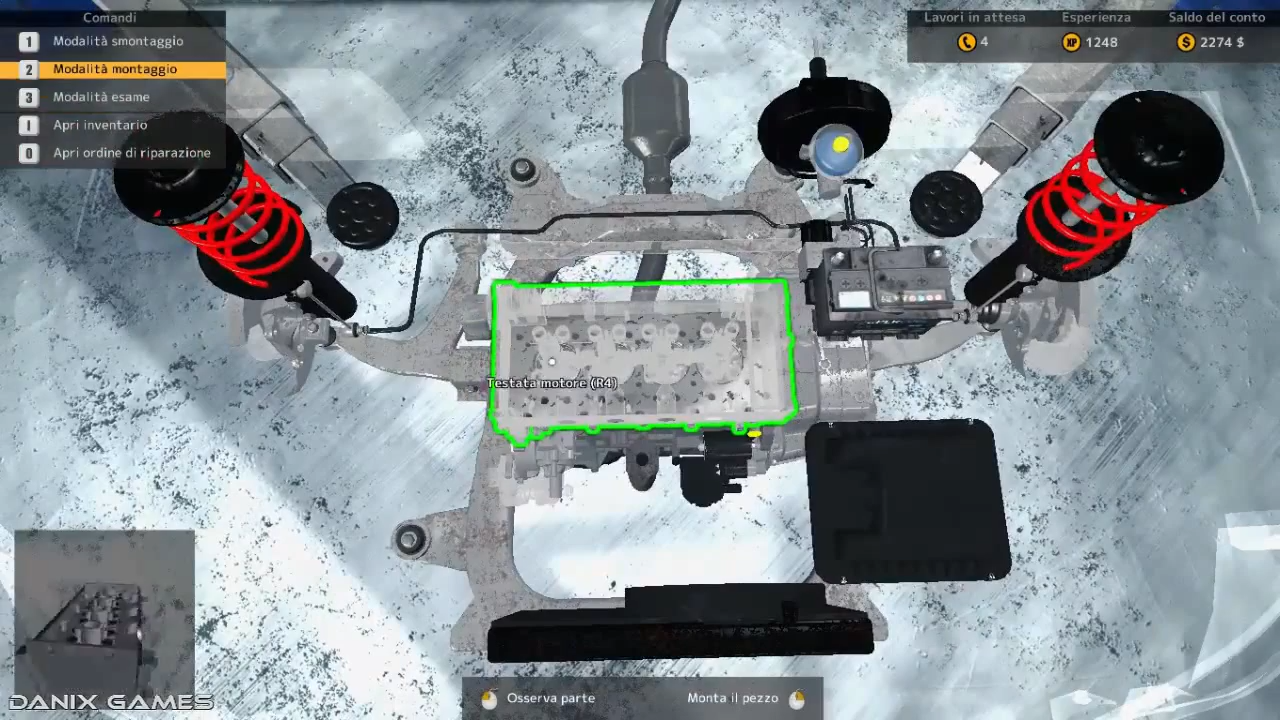 Comandi
1 Modalità smontaggio
2 Modalità montaggio
3 Modalità esame
I Apri inventario
O Apri ordine di riparazione
Lavori in attesa Esperienza Saldo del conto
4 XP 1248 $ 2274 $
Testata motore (R4)
Osserva parte Monta il pezzo
DANIX GAMES